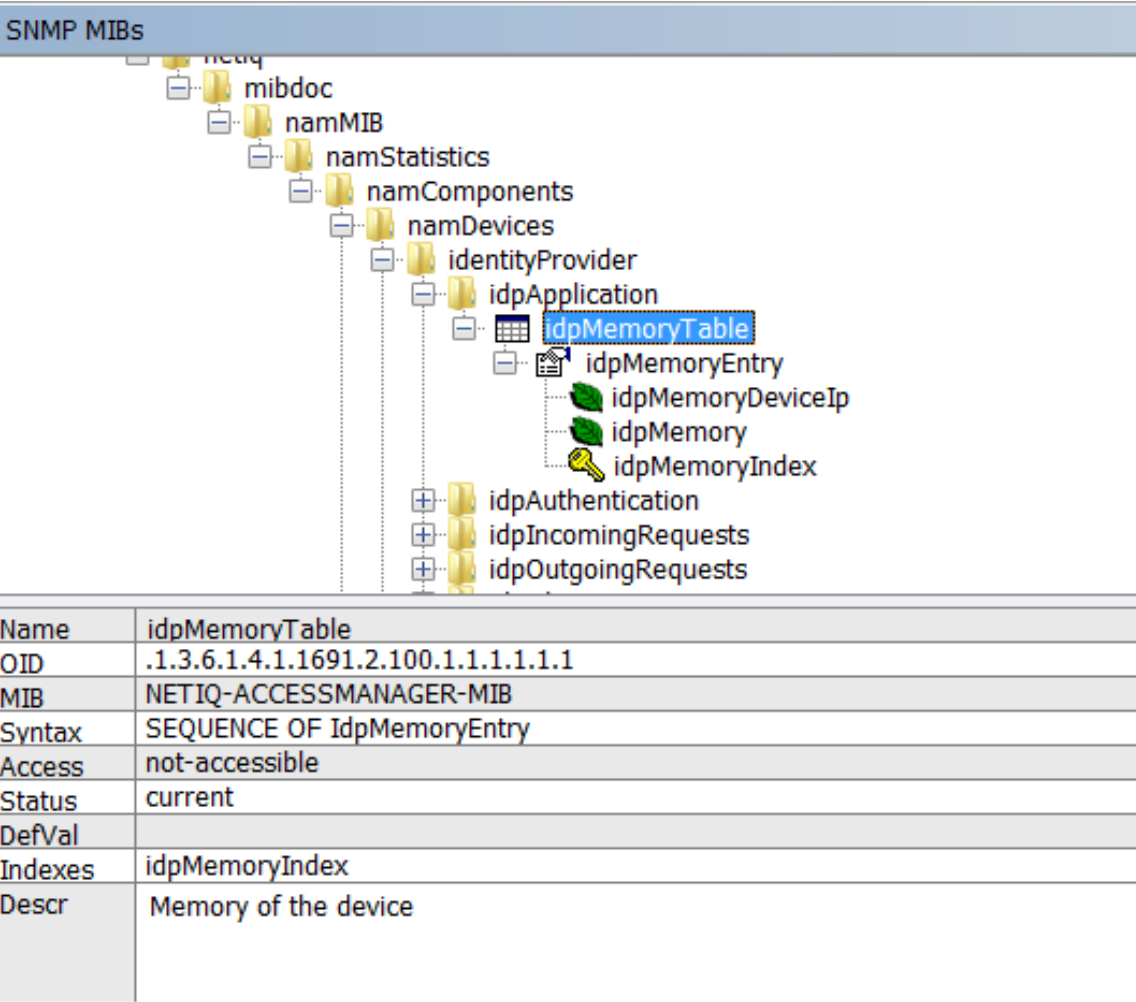 SNMP MIBs
netiq
mibdoc
namMIB
namStatistics
namComponents
namDevices
identityProvider
idpApplication
idpMemoryTable
idpMemoryEntry
idpMemoryDeviceIp
idpMemory
idpMemoryIndex
idpAuthentication
idpIncomingRequests
idpOutgoingRequests
Name idpMemoryTable
OID .1.3.6.1.4.1.1691.2.100.1.1.1.1.1.1
MIB NETIQ-ACCESSMANAGER-MIB
Syntax SEQUENCE OF IdpMemoryEntry
Access not-accessible
Status current
DefVal
Indexes idpMemoryIndex
Descr Memory of the device